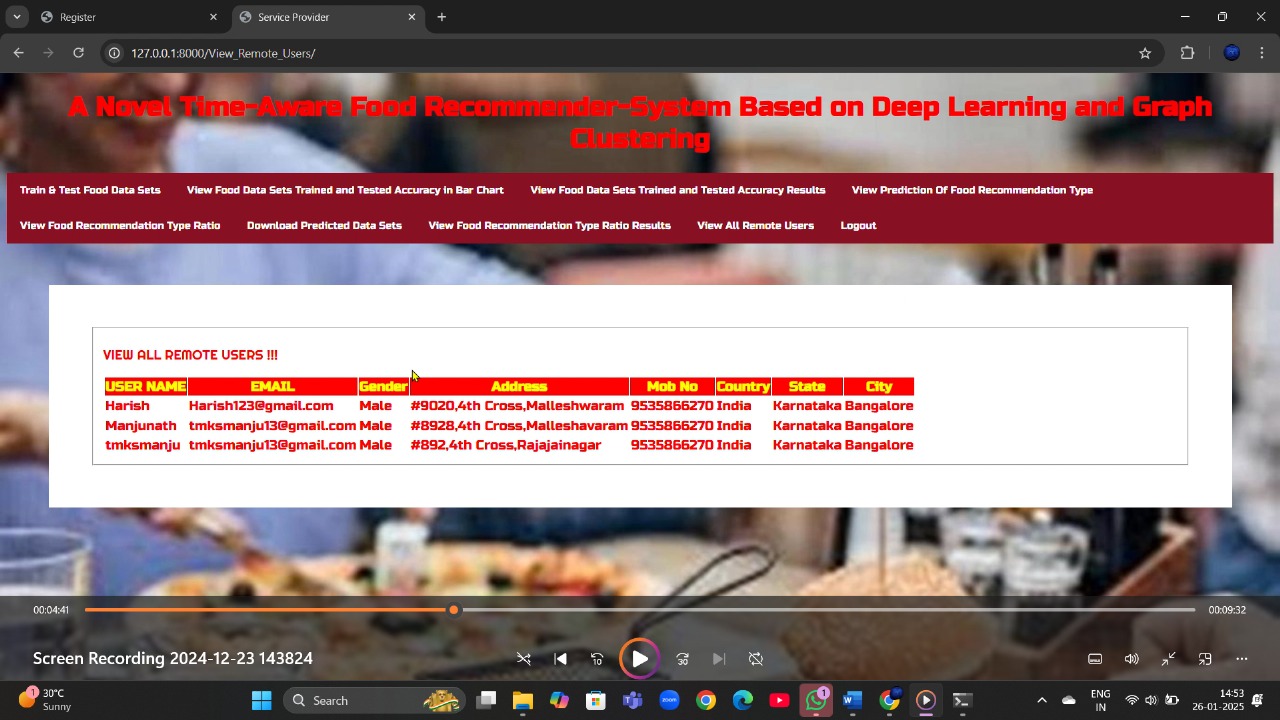 Register
Service Provider
127.0.0.1:8000/View_Remote_Users/
A Novel Time-Aware Food Recommender-System Based on Deep Learning and Graph
Clustering
Train & Test Food Data Sets View Food Data Sets Trained and Tested Accuracy in Bar Chart View Food Data Sets Trained and Tested Accuracy Results View Prediction Of Food Recommendation Type
View Food Recommendation Type Ratio Download Predicted Data Sets View Food Recommendation Type Ratio Results View All Remote Users Logout
VIEW ALL REMOTE USERS !!!
USER NAME EMAIL Gender Address Mob No Country State City
Harish Harish123@gmail.com Male #9020,4th Cross,Malleshwaram 9535866270 India Karnataka Bangalore
Manjunath tmksmanju13@gmail.com Male #8928,4th Cross,Malleshavaram 9535866270 India Karnataka Bangalore
tmksmanju tmksmanju13@gmail.com Male #892,4th Cross,Rajajainagar 9535866270 India Karnataka Bangalore
00:04:41
00:09:32
Screen Recording 2024-12-23 143824
10
30
1
30°C
Sunny
Search
zoom
1
ENG
IN
14:53
26-01-2025